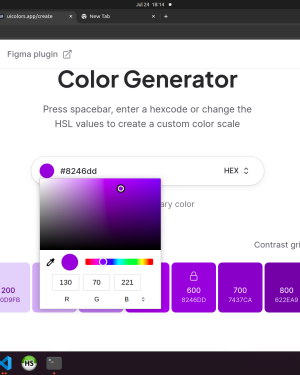 Jul 24 18:14
uicolors.app/create
New Tab
Figma plugin
Color Generator
Press spacebar, enter a hexcode or change the
HSL values to create a custom color scale
#8246dd
HEX
ary color
Contrast gri
130 70 221
R G B
200
0D9FB
600
8246DD
700
7437CA
800
622EA9
HS